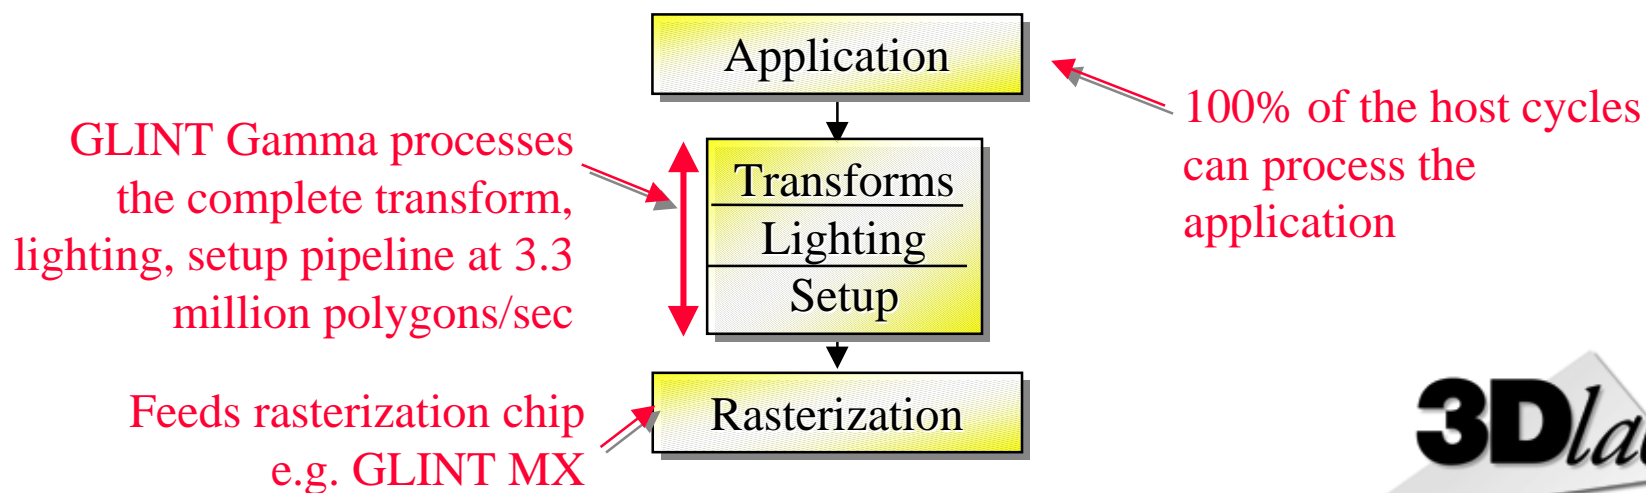 Application
100% of the host cycles
can process the
application
GLINT Gamma processes
the complete transform,
lighting, setup pipeline at 3.3
million polygons/sec
Transforms
Lighting
Setup
Feeds rasterization chip
e.g. GLINT MX
Rasterization
3Dla